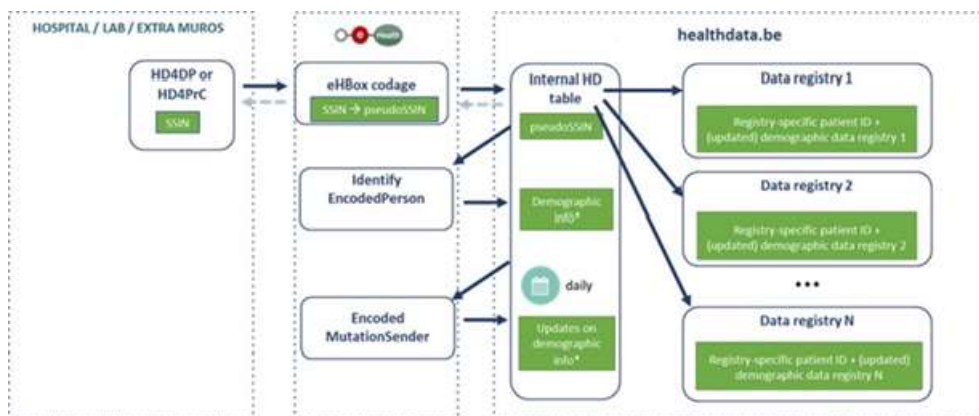 HOSPITAL / LAB / EXTRA MUROS
HD4DP or
HD4PrC
SSIN
e Health
eHBox codage
SSIN → pseudoSSIN
Identify
EncodedPerson
Encoded
MutationSender
healthdata.be
Internal HD
table
pseudoSSIN
Demographic
info*
daily
Updates on
demographic
info*
Data registry 1
Registry-specific patient ID +
(updated) demographic data registry 1
Data registry 2
Registry-specific patient ID +
(updated) demographic data registry 2
•••
Data registry N
Registry-specific patient ID + (updated)
demographic data registry N